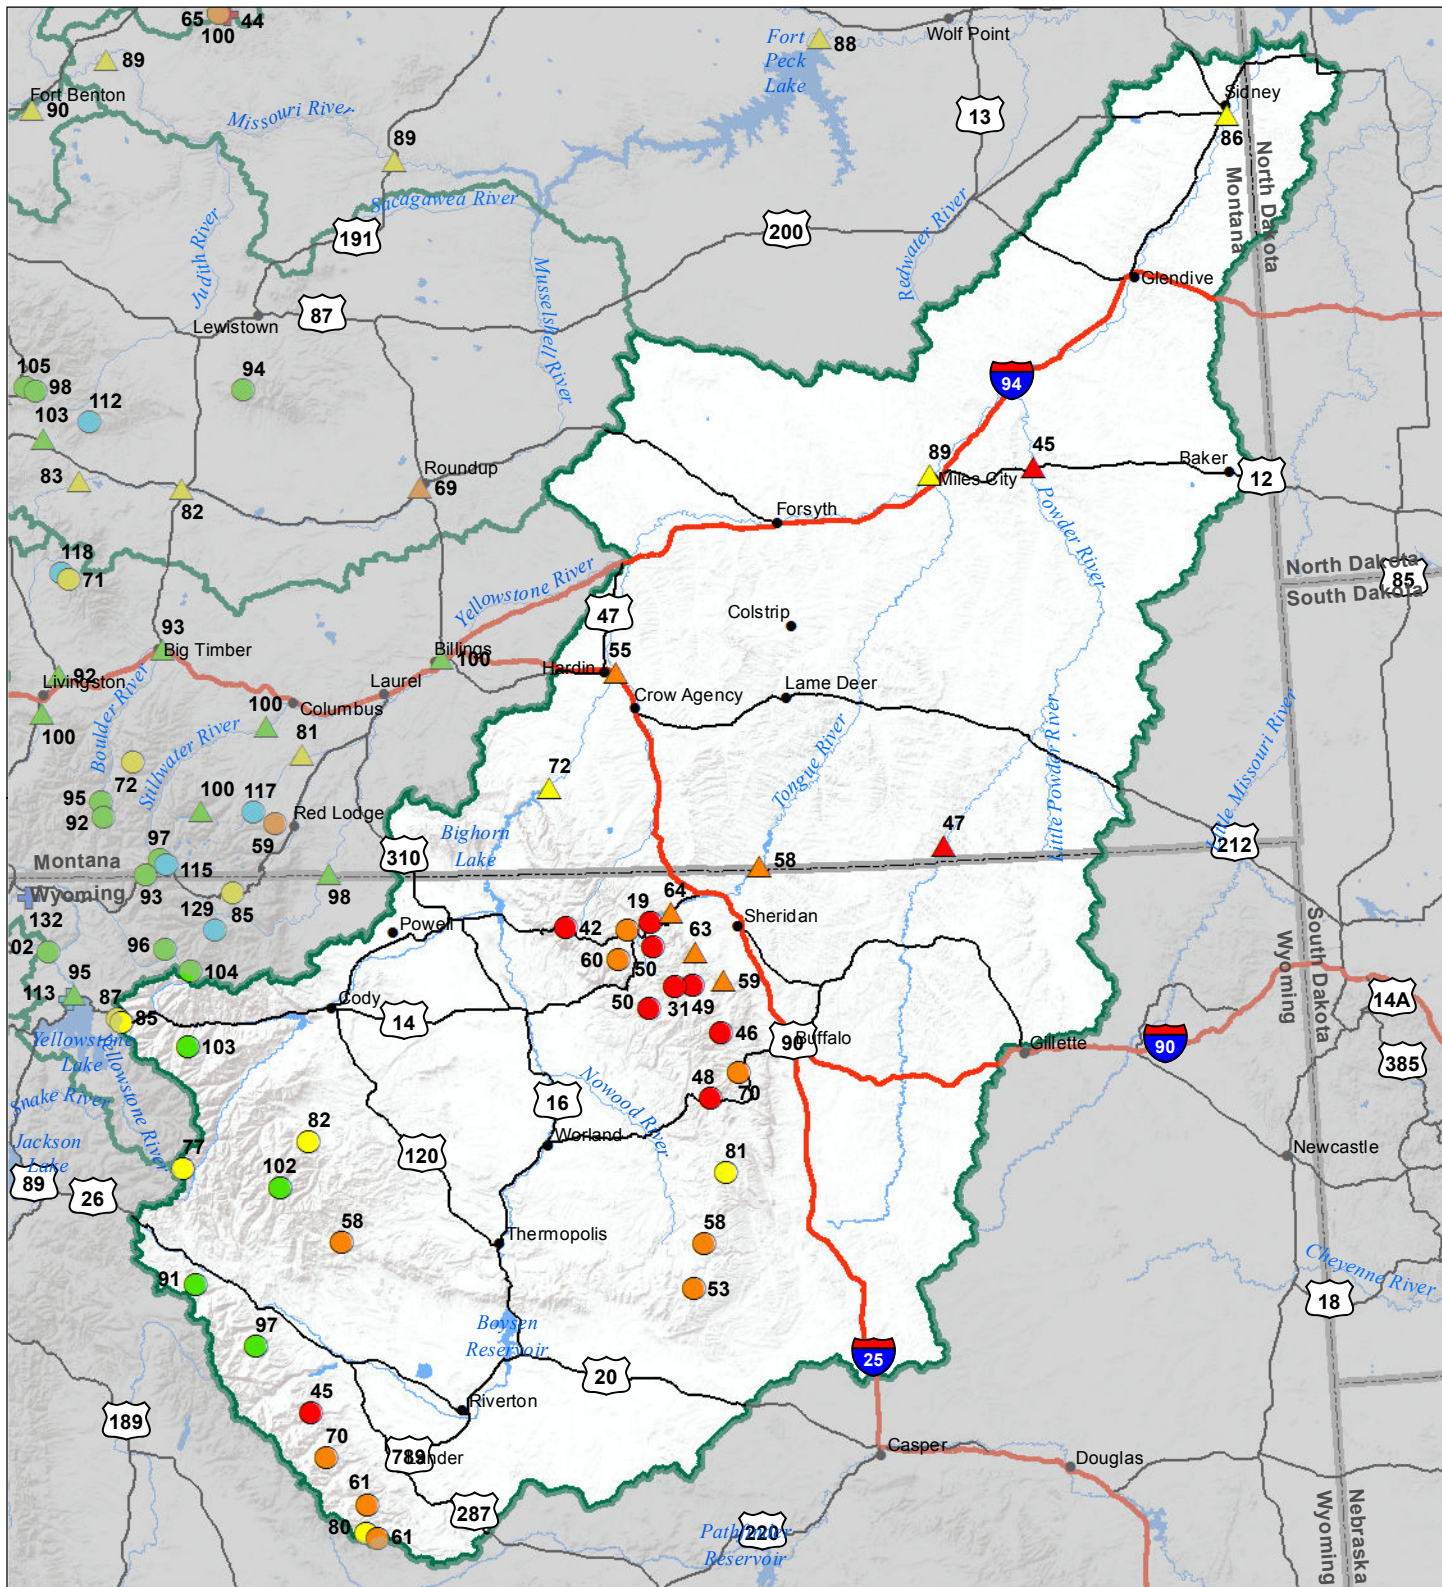 65
44
100
Wolf Point
Fort
Peck
Lake
88
89
Fort Benton
90
Missouri River
13
Sidney
86
89
North Dakota
Montana
Sacagawea River
191
200
Redwater River
Judith River
Musselshell River
Glendive
87
Lewistown
94
105
98
94
112
103
83
82
Roundup
69
89
Miles City
45
Baker
12
Forsyth
Powder River
118
71
Yellowstone River
North Dakota
South Dakota
85
47
Colstrip
93
Big Timber
Billings
100
Hardin
55
92
Livingston
Laurel
Lame Deer
Crow Agency
Columbus
100
100
Boulder River
Stillwater River
81
72
72
Tongue River
Little Powder River
Little Missouri River
95
92
100
117
Red Lodge
59
Bighorn
Lake
47
212
97
115
310
58
Montana
Wyoming
93
85
98
132
129
64
19
42
Powell
Sheridan
South Dakota
Wyoming
02
96
63
60
50
104
95
113
87
85
Cody
14
50
31
49
59
14A
46
90
Buffalo
Gillette
90
385
Yellowstone
Lake
103
Yellowstone River
Snake River
Nowood River
48
70
16
82
Worland
Jackson
Lake
77
120
102
81
Newcastle
89
26
58
Thermopolis
58
91
53
Cheyenne River
18
97
Boysen
Reservoir
25
20
45
Riverton
189
70
789
Lander
Casper
Douglas
61
287
80
61
Pathfinder
Reservoir
220
Nebraska
Wyoming